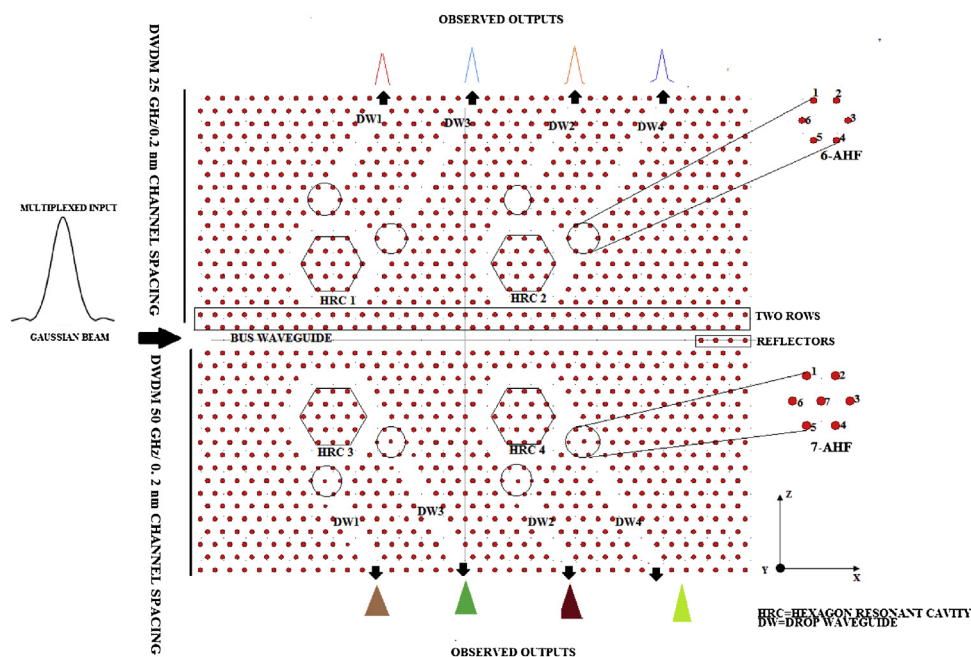 OBSERVED OUTPUTS
DWDM 25 GHz/0.2 nm CHANNEL SPACING
DW1
DW3
DW2
DW4
1
2
6
3
5
4
6-AHF
MULTIPLEXED INPUT
HRC 1
HRC 2
TWO ROWS
GAUSSIAN BEAM
BUS WAVEGUIDE
REFLECTORS
DWDM 50 GHz/ 0. 2 nm CHANNEL SPACING
1
2
6
7
3
5
4
7-AHF
HRC 3
HRC 4
DW1
DW3
DW2
DW4
Z
Y
X
HRC=HEXAGON RESONANT CAVITY
DW=DROP WAVEGUIDE
OBSERVED OUTPUTS